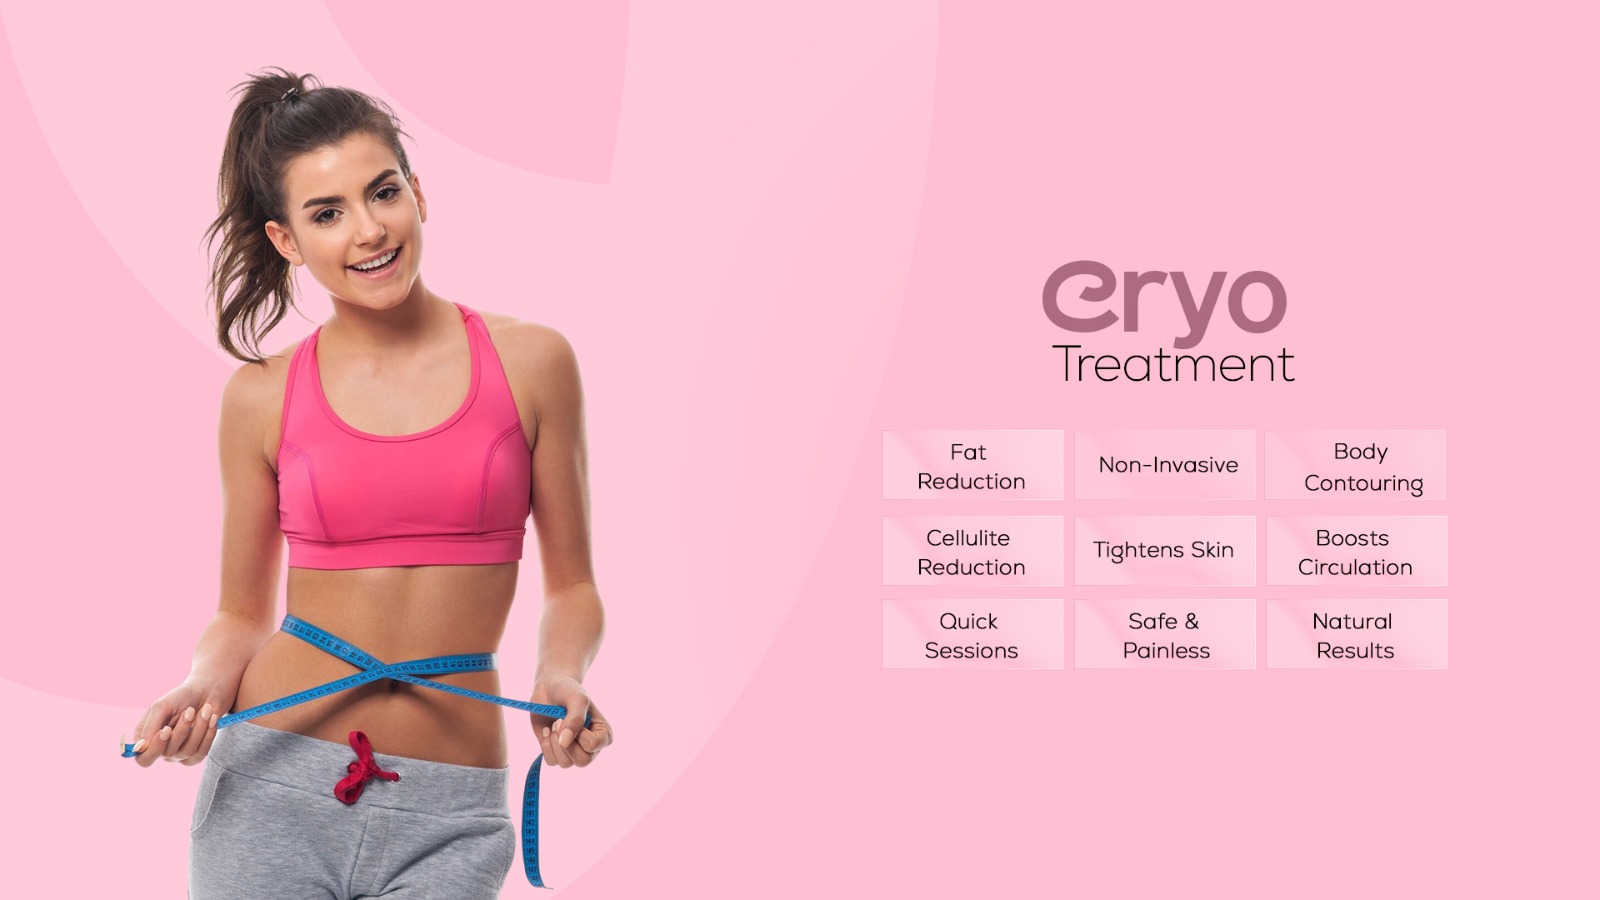 Cryo
Treatment
Fat
Reduction
Non-Invasive
Body
Contouring
Cellulite
Reduction
Tightens Skin
Boosts
Circulation
Quick
Sessions
Safe &
Painless
Natural
Results